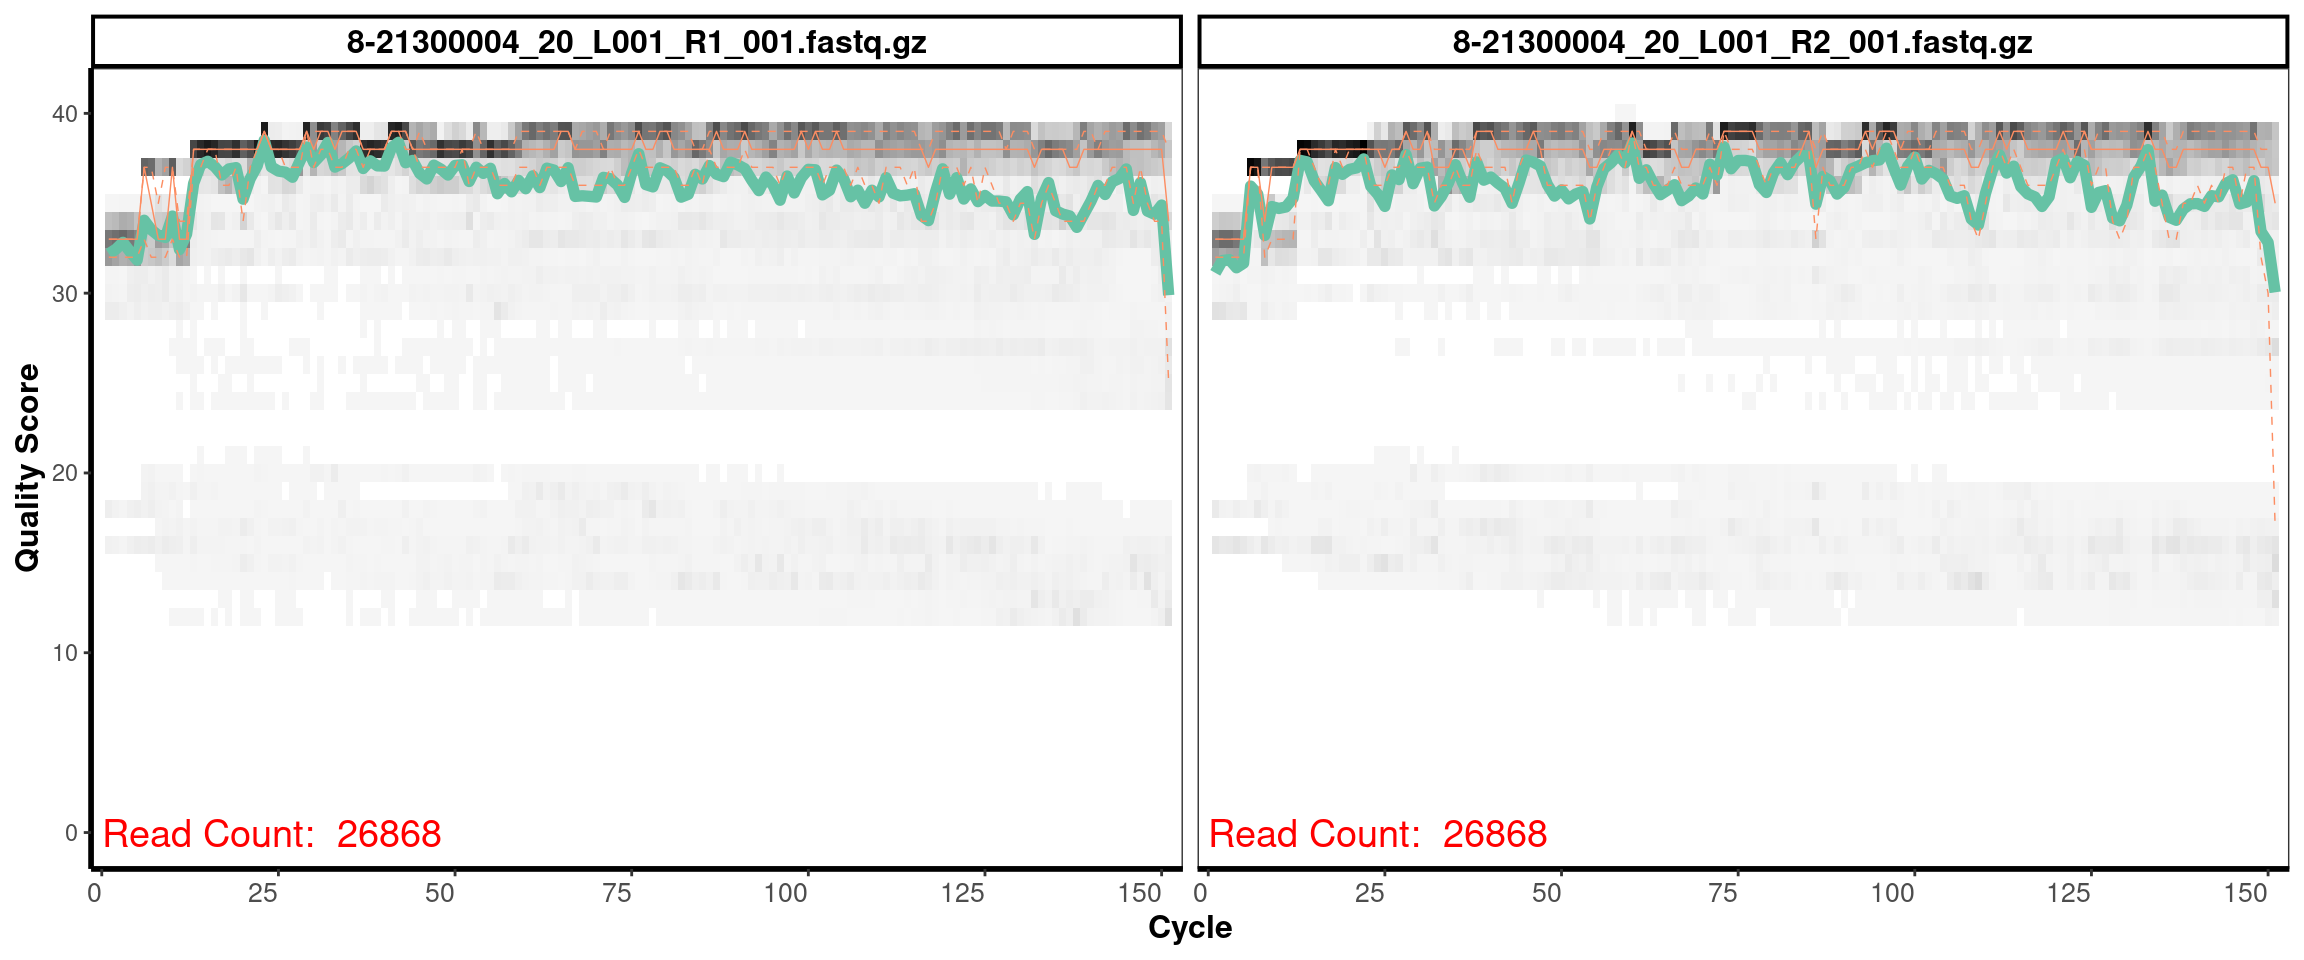 8-21300004_20_L001_R1_001.fastq.gz
8-21300004_20_L001_R2_001.fastq.gz
Quality Score
40
30
20
10
0
Read Count:  26868
Read Count:  26868
0 25 50 75 100 125 150
0 25 50 75 100 125 150
Cycle